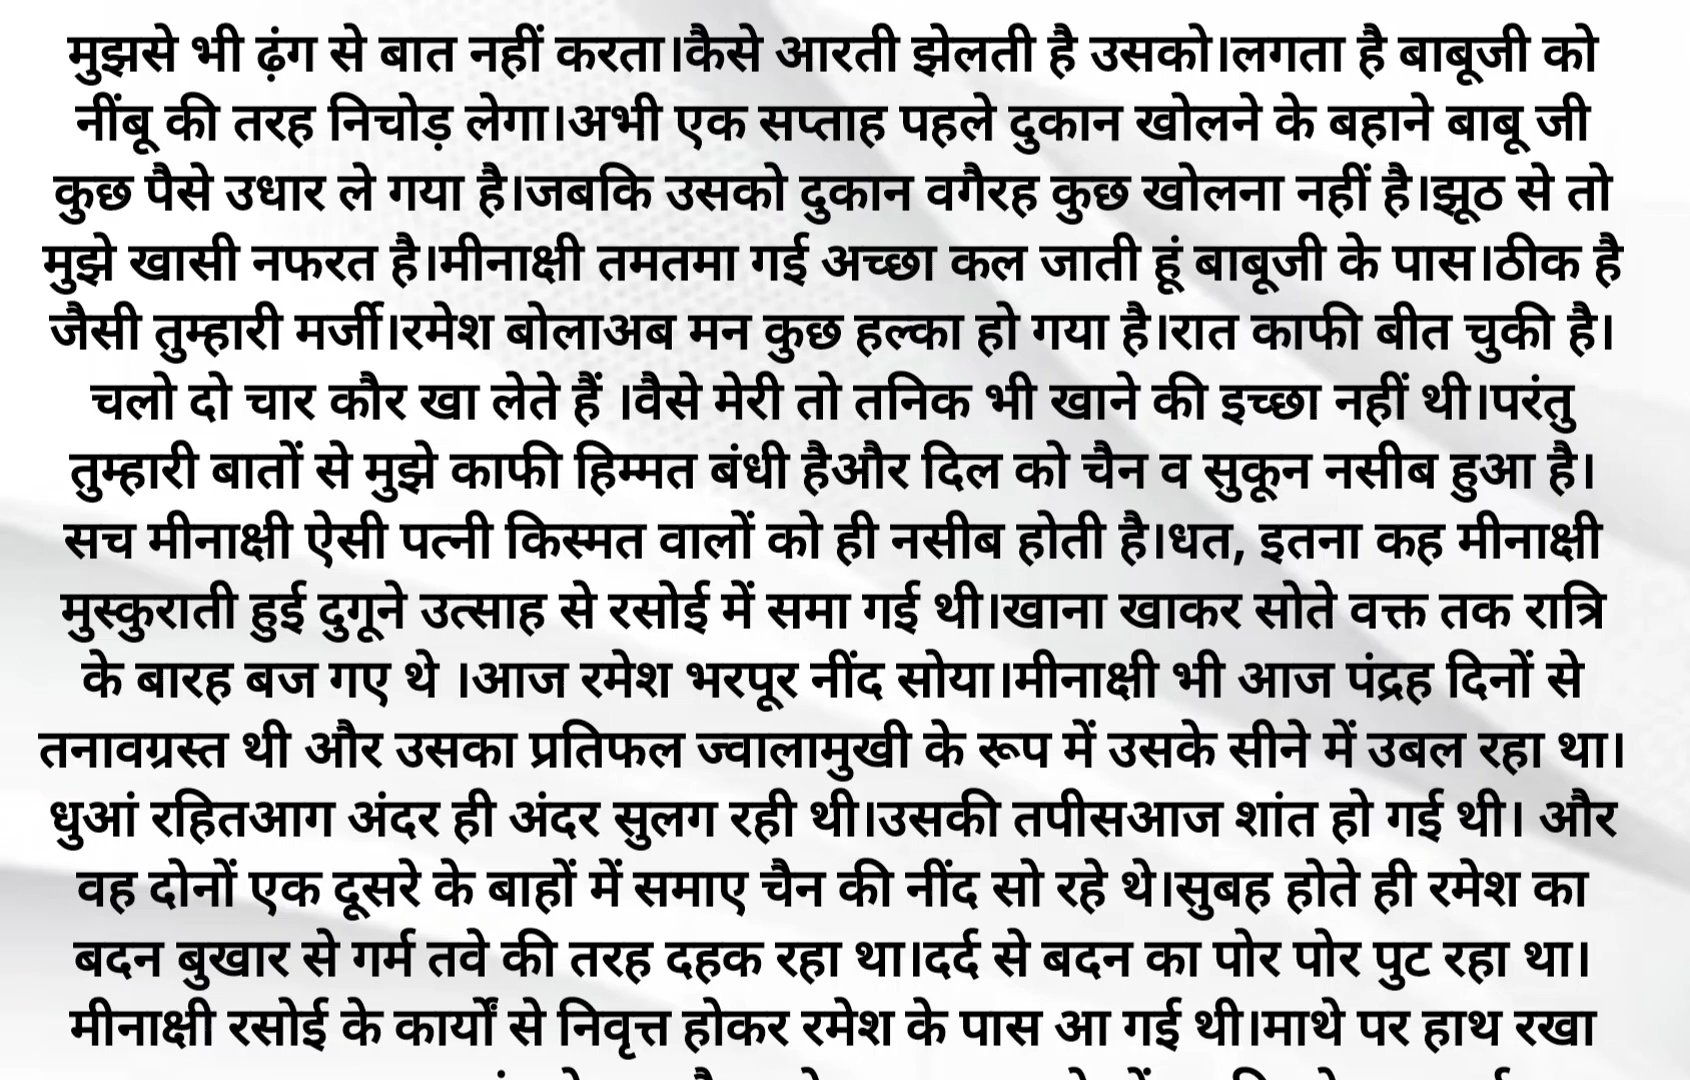 मुझसे भी ढ़ंग से बात नहीं करता।कैसे आरती झेलती है उसको।लगता है बाबूजी को
नींबू की तरह निचोड़ लेगा।अभी एक सप्ताह पहले दुकान खोलने के बहाने बाबू जी
कुछ पैसे उधार ले गया है।जबकि उसको दुकान वगैरह कुछ खोलना नहीं है।झूठ से तो
मुझे खासी नफरत है।मीनाक्षी तमतमा गई अच्छा कल जाती हूं बाबूजी के पास।ठीक है
जैसी तुम्हारी मर्जी।रमेश बोलाअब मन कुछ हल्का हो गया है।रात काफी बीत चुकी है।
चलो दो चार कौर खा लेते हैं ।वैसे मेरी तो तनिक भी खाने की इच्छा नहीं थी।परंतु
तुम्हारी बातों से मुझे काफी हिम्मत बंधी हैऔर दिल को चैन व सुकून नसीब हुआ है।
सच मीनाक्षी ऐसी पत्नी किस्मत वालों को ही नसीब होती है।धत, इतना कह मीनाक्षी
मुस्कुराती हुई दुगूने उत्साह से रसोई में समा गई थी।खाना खाकर सोते वक्त तक रात्रि
के बारह बज गए थे ।आज रमेश भरपूर नींद सोया।मीनाक्षी भी आज पंद्रह दिनों से
तनावग्रस्त थी और उसका प्रतिफल ज्वालामुखी के रूप में उसके सीने में उबल रहा था।
धुआं रहितआग अंदर ही अंदर सुलग रही थी।उसकी तपीसआज शांत हो गई थी। और
वह दोनों एक दूसरे के बाहों में समाए चैन की नींद सो रहे थे।सुबह होते ही रमेश का
बदन बुखार से गर्म तवे की तरह दहक रहा था।दर्द से बदन का पोर पोर पुट रहा था।
मीनाक्षी रसोई के कार्यों से निवृत्त होकर रमेश के पास आ गई थी।माथे पर हाथ रखा